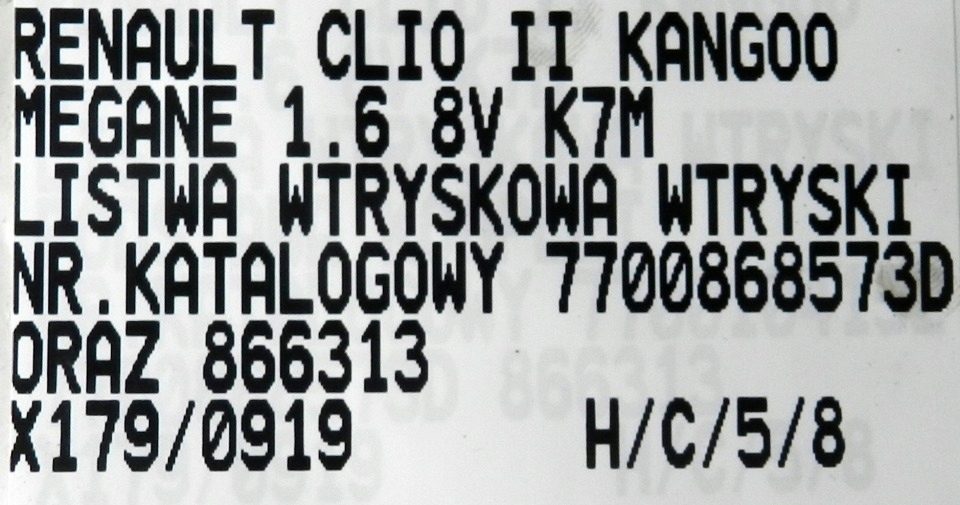 RENAULT CLIO II KANGOO
MEGANE 1.6 8V K7M
LISTWA WTRYSKOWA WTRYSKI
NR.KATALOGOWY 7700868573D
ORAZ 866313
X179/0919 H/C/5/8